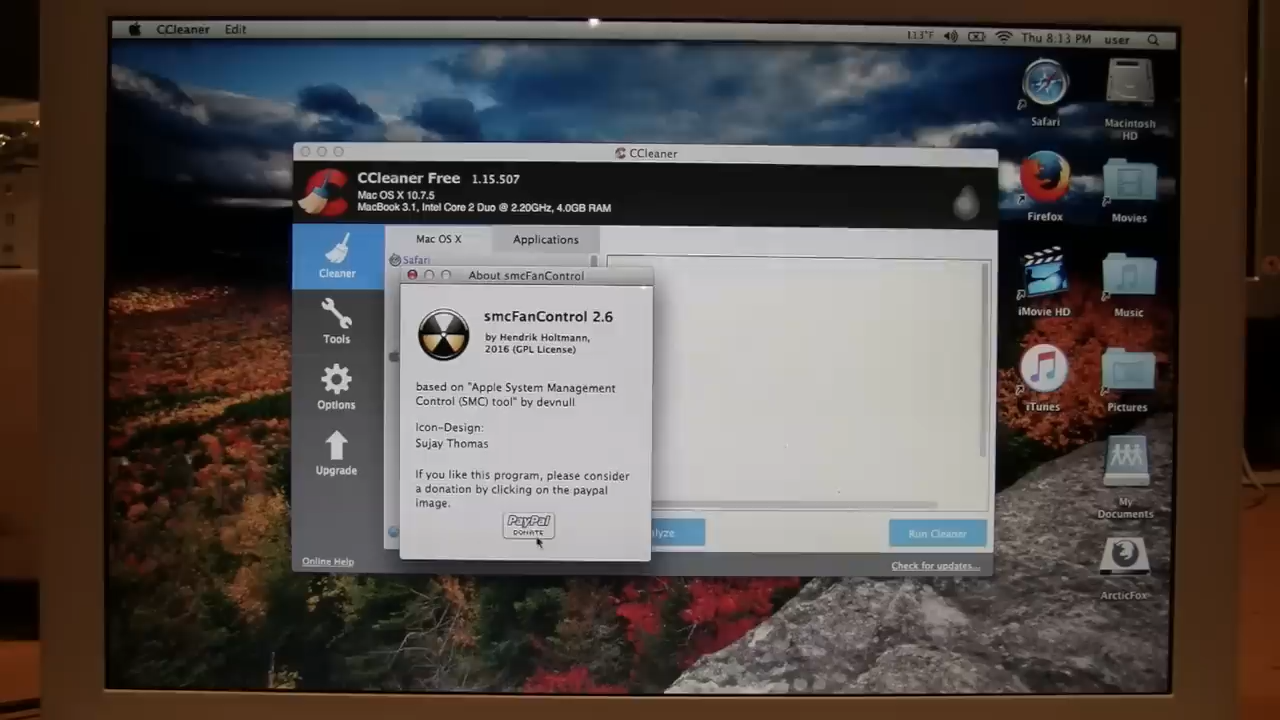 CCleaner Edit
113°F Thu 8:13 PM user
CCleaner
CCleaner Free 1.15.507
Mac OS X 10.7.5
MacBook 3.1, Intel Core 2 Duo @ 2.20GHz, 4.0GB RAM
Cleaner
Tools
Options
Upgrade
Online Help
Mac OS X Applications
Safari
About smcFanControl
smcFanControl 2.6
by Hendrik Holtmann,
2016 (GPL License)
based on "Apple System Management
Control (SMC) tool" by devnull
Icon-Design:
Sujay Thomas
If you like this program, please consider
a donation by clicking on the paypal
image.
PayPal
DONATE
lyze
Run Cleaner
Check for updates...
Safari
Macintosh
HD
Firefox
Movies
iMovie HD
Music
iTunes
Pictures
My
Documents
ArcticFox